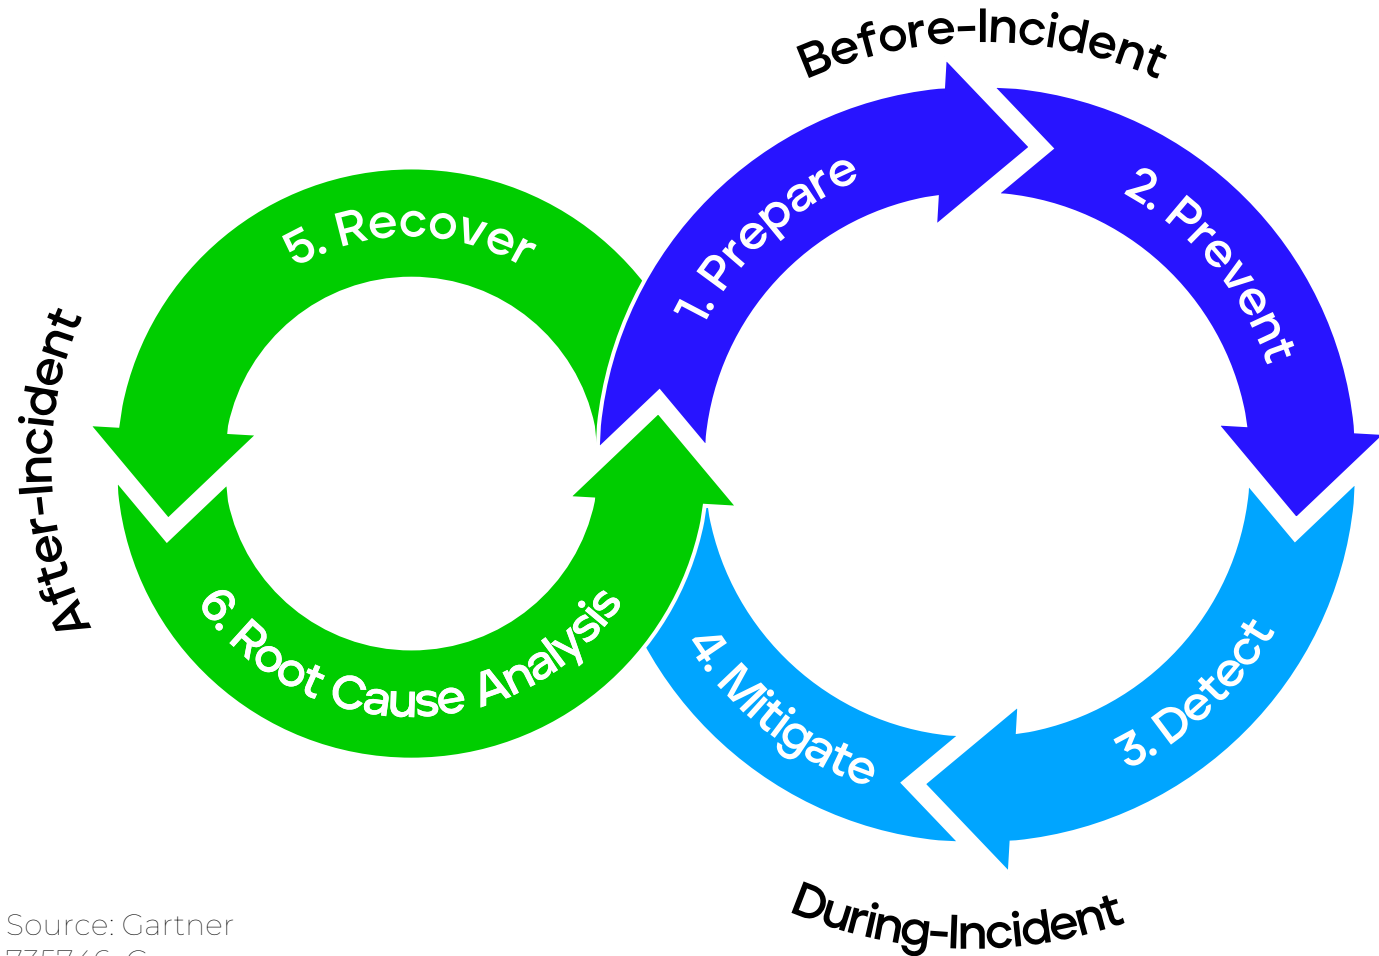 Before-Incident
1. Prepare
2. Prevent
3. Detect
4. Mitigate
During-Incident
5. Recover
6. Root Cause Analysis
After-Incident
Source: Gartner